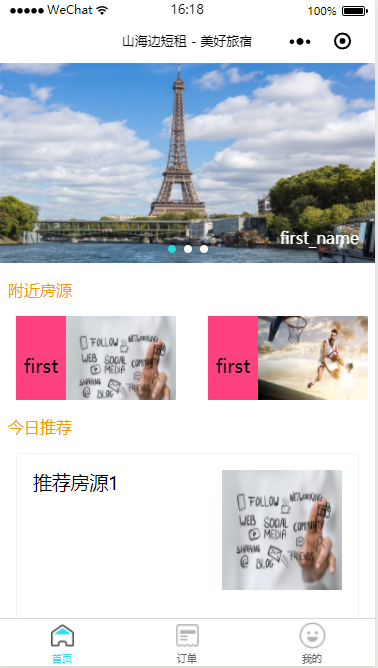 WeChat
16:18
100%
山海边短租 - 美好旅宿
first_name
附近房源
first
FOLLOW
NETWORKING
WEB
SOCIAL
MEDIA
COMMUNITY
SHARING
@
BLOG
FRIENDS
first
今日推荐
推荐房源1
FOLLOW
NETWORKING
WEB
SOCIAL
MEDIA
COMMUNITY
SHARING
@
BLOG
FRIENDS
首页
订单
我的